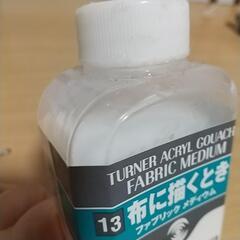 TURNER ACRYL GOUACH
FABRIC MEDIUM
13 布に描くとき
ファブリック メディウム